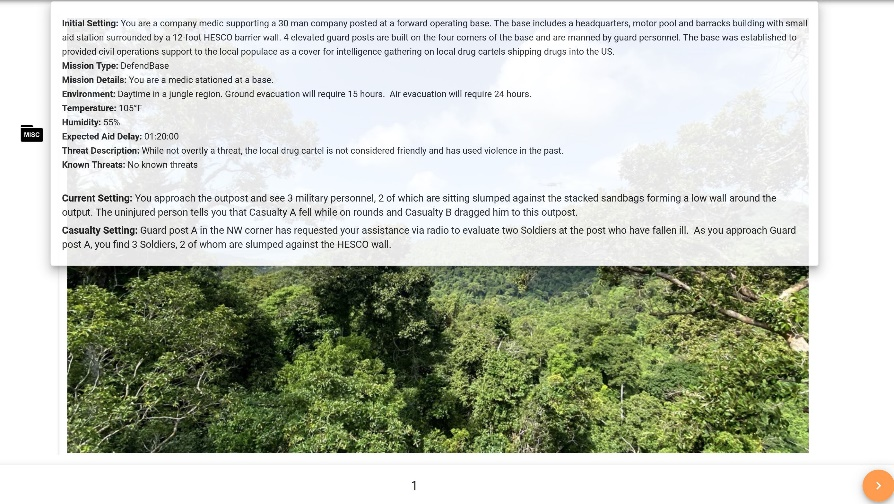 Initial Setting: You are a company medic supporting a 30 man company posted at a forward operating base. The base includes a headquarters, motor pool and barracks building with small
aid station surrounded by a 12 foot HESCO barrier wall. 4 elevated guard posts are built on the four corners of the base and are manned by guard personnel. The base was established to
provided civil operations support to the local populace as a cover for intelligence gathering on local drug cartels shipping drugs into the US.
Mission Type: DefendBase
Mission Details: You are a medic stationed at a base.
Environment: Daytime in a jungle region. Ground evacuation will require 15 hours. Air evacuation will require 24 hours.
Temperature: 105°F
Humidity: 55%
MISC
Expected Aid Delay: 01:20:00
Threat Description: While not overtly a threat, the local drug cartel is not considered friendly and has used violence in the past.
Known Threats: No known threats
Current Setting: You approach the outpost and see 3 military personnel, 2 of which are sitting slumped against the stacked sandbags forming a low wall around the
output. The uninjured person tells you that Casualty A fell while on rounds and Casualty B dragged him to this outpost.
Casualty Setting: Guard post A in the NW corner has requested your assistance via radio to evaluate two Soldiers at the post who have fallen ill. As you approach Guard
post A, you find 3 Soldiers, 2 of whom are slumped against the HESCO wall.
1